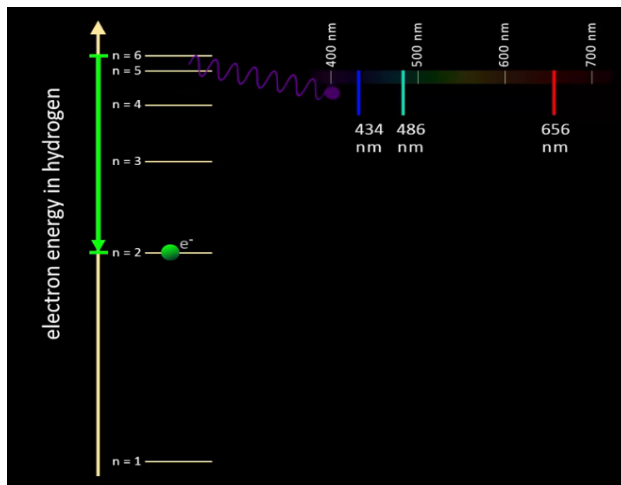 electron energy in hydrogen
n = 6
n = 5
n = 4
n = 3
n = 2
n = 1
e⁻
400 nm
500 nm
600 nm
700 nm
434 nm
486 nm
656 nm